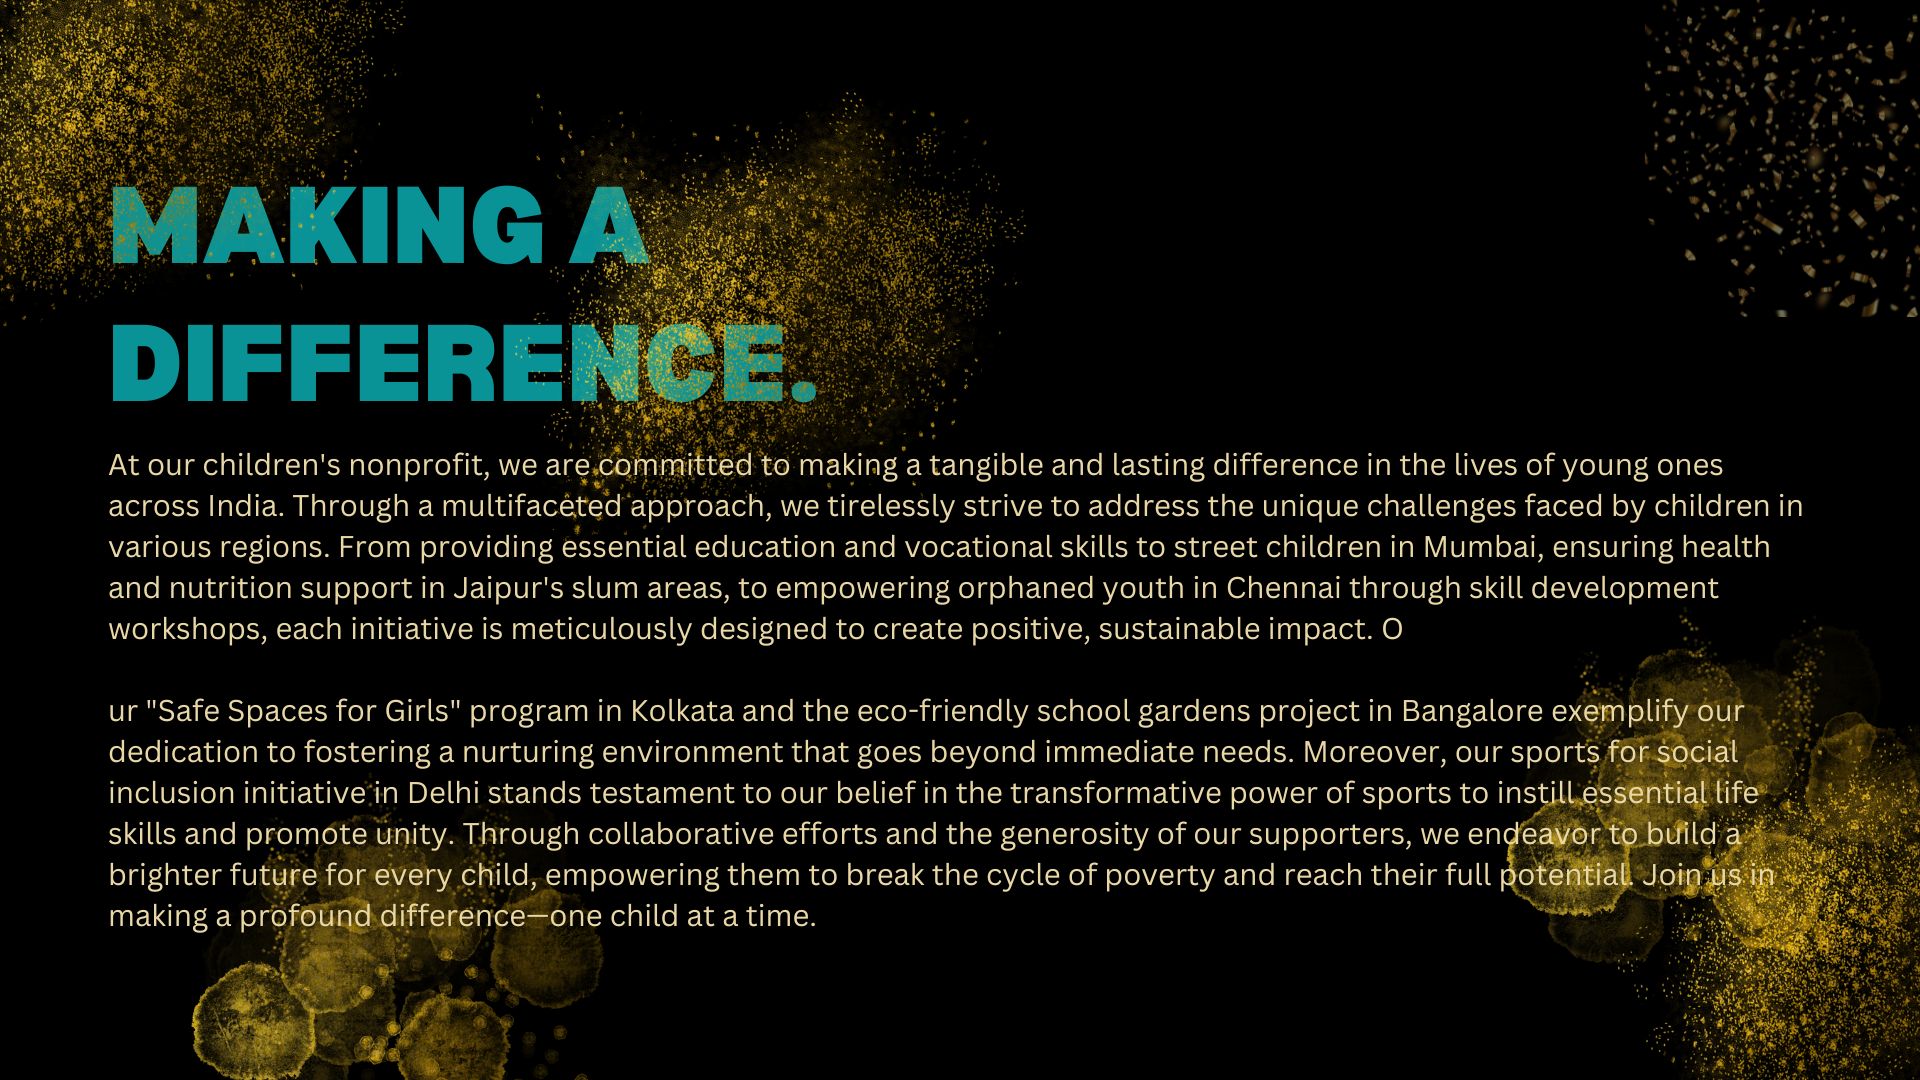 MAKING A
DIFFERENCE.
At our children's nonprofit, we are committed to making a tangible and lasting difference in the lives of young ones
across India. Through a multifaceted approach, we tirelessly strive to address the unique challenges faced by children in
various regions. From providing essential education and vocational skills to street children in Mumbai, ensuring health
and nutrition support in Jaipur's slum areas, to empowering orphaned youth in Chennai through skill development
workshops, each initiative is meticulously designed to create positive, sustainable impact. O
ur "Safe Spaces for Girls" program in Kolkata and the eco-friendly school gardens project in Bangalore exemplify our
dedication to fostering a nurturing environment that goes beyond immediate needs. Moreover, our sports for social
inclusion initiative in Delhi stands testament to our belief in the transformative power of sports to instill essential life
skills and promote unity. Through collaborative efforts and the generosity of our supporters, we endeavor to build a
brighter future for every child, empowering them to break the cycle of poverty and reach their full potential. Join us in
making a profound difference—one child at a time.